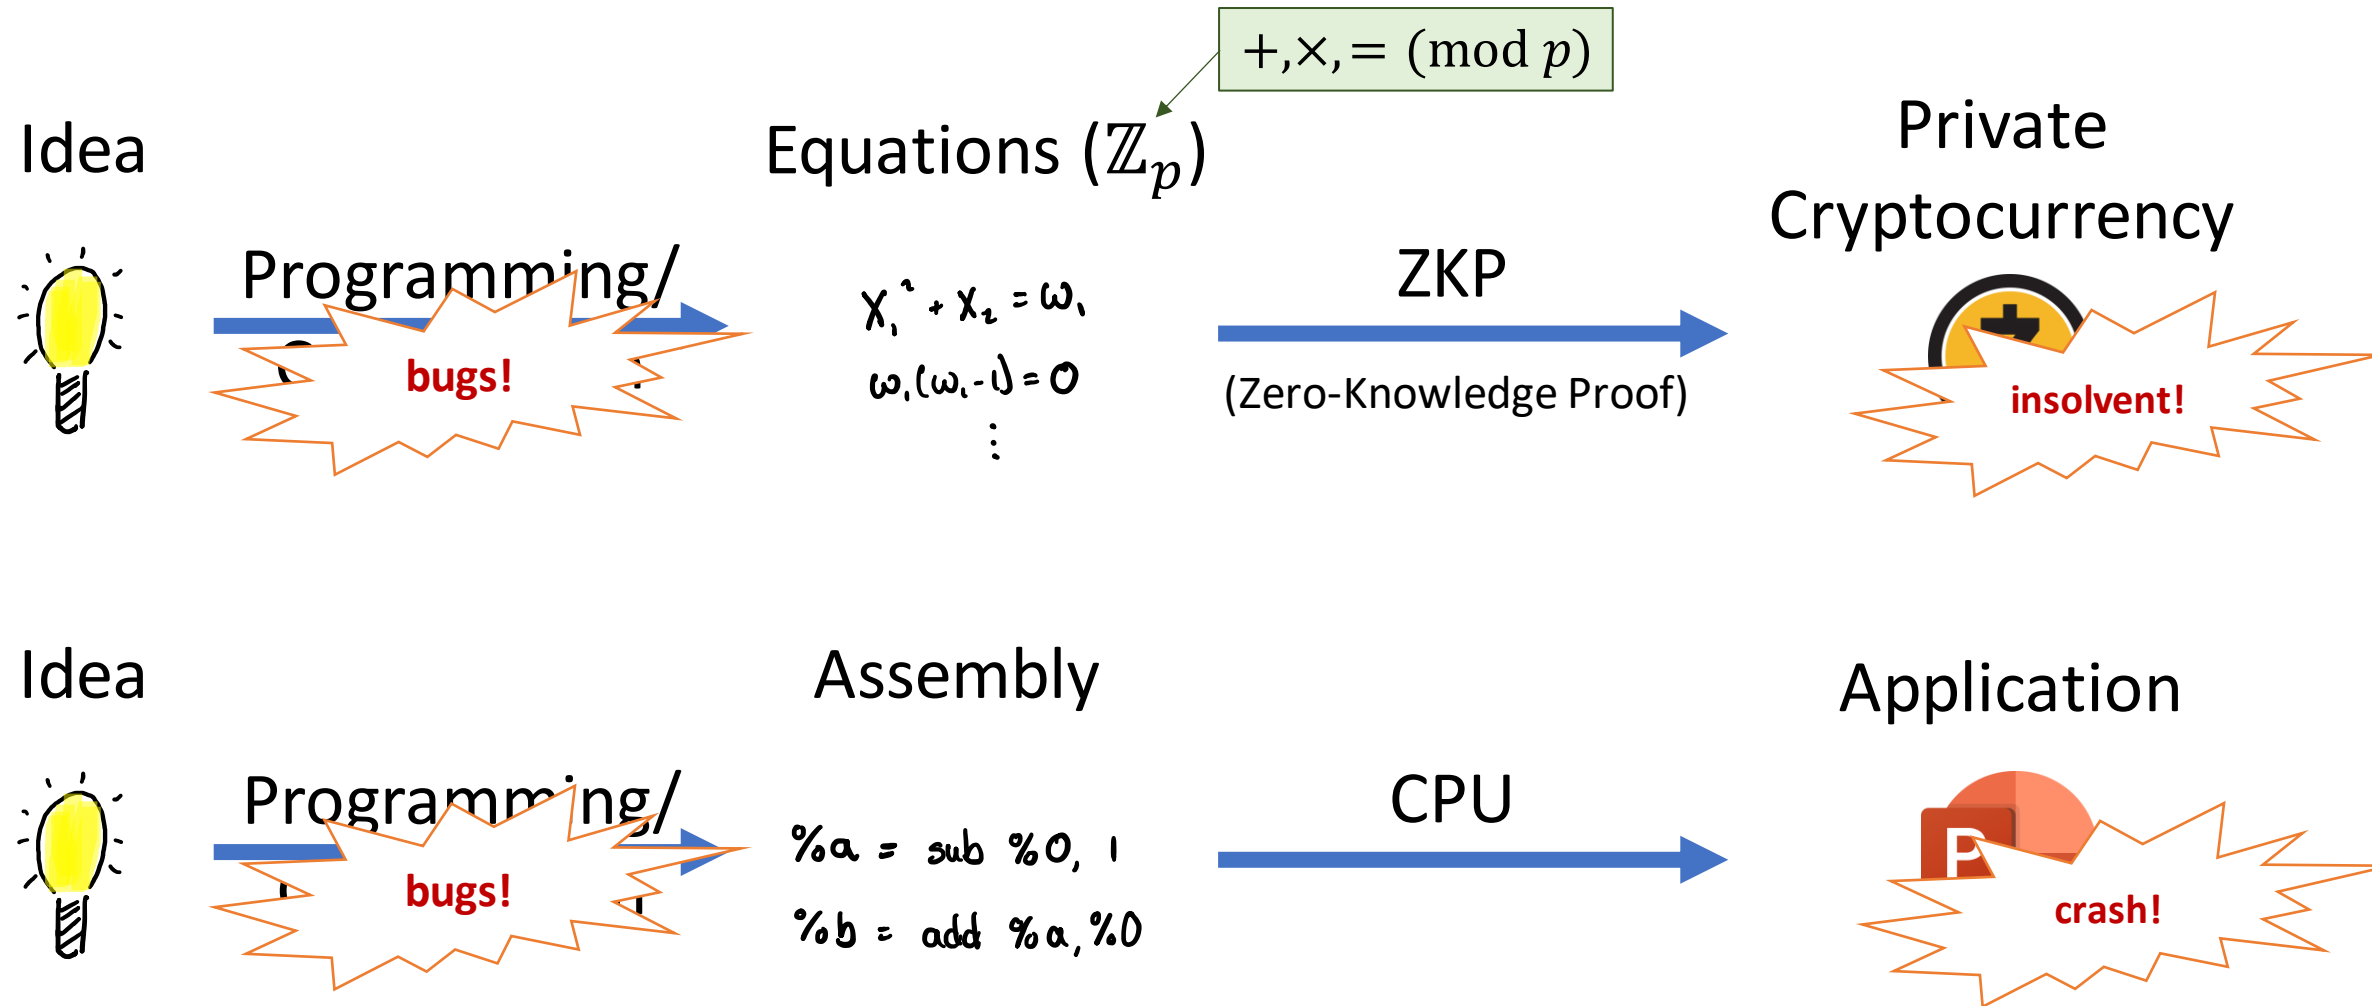 +,×,= (mod p)
Idea
Equations (ℤ_p)
Private
Cryptocurrency
Programming/
bugs!
x₁² + x₂ = ω₁
ω₁(ω₁-1) = 0
⋮
ZKP
(Zero-Knowledge Proof)
insolvent!
Idea
Assembly
Application
Programming/
bugs!
%a = sub %0, 1
%b = add %a, %0
CPU
P
crash!